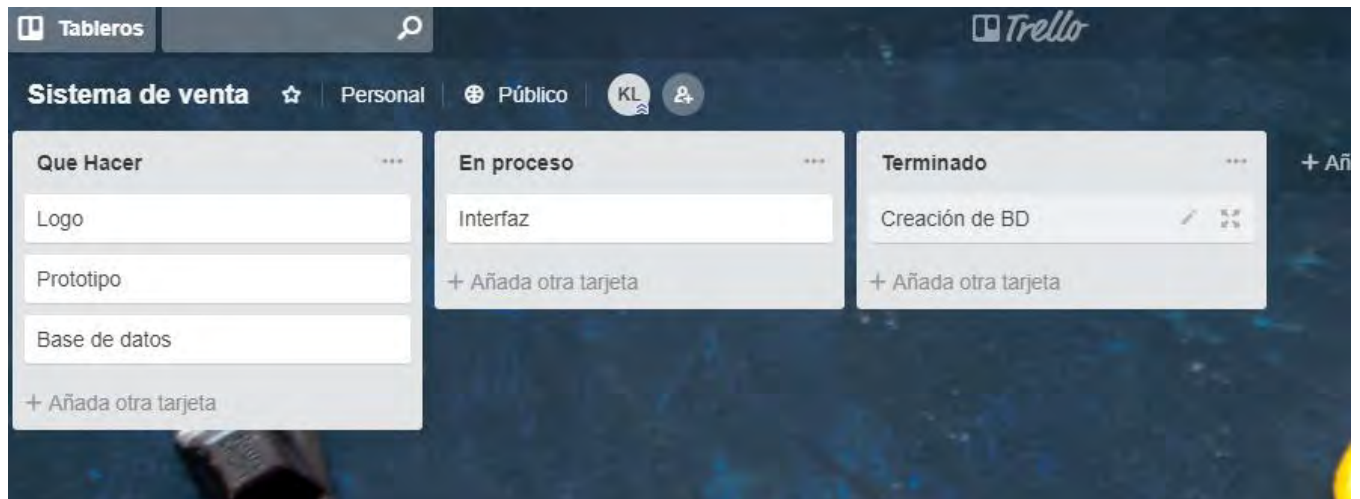 Tableros
Trello
Sistema de venta
Personal
Público
KL
Que Hacer
Logo
Prototipo
Base de datos
+ Añada otra tarjeta
En proceso
Interfaz
+ Añada otra tarjeta
Terminado
Creación de BD
+ Añada otra tarjeta
+ Añ